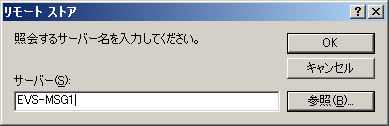 リモート ストア
照会するサーバー名を入力してください。
OK
キャンセル
サーバー(S):
EVS-MSG1
参照(B)...